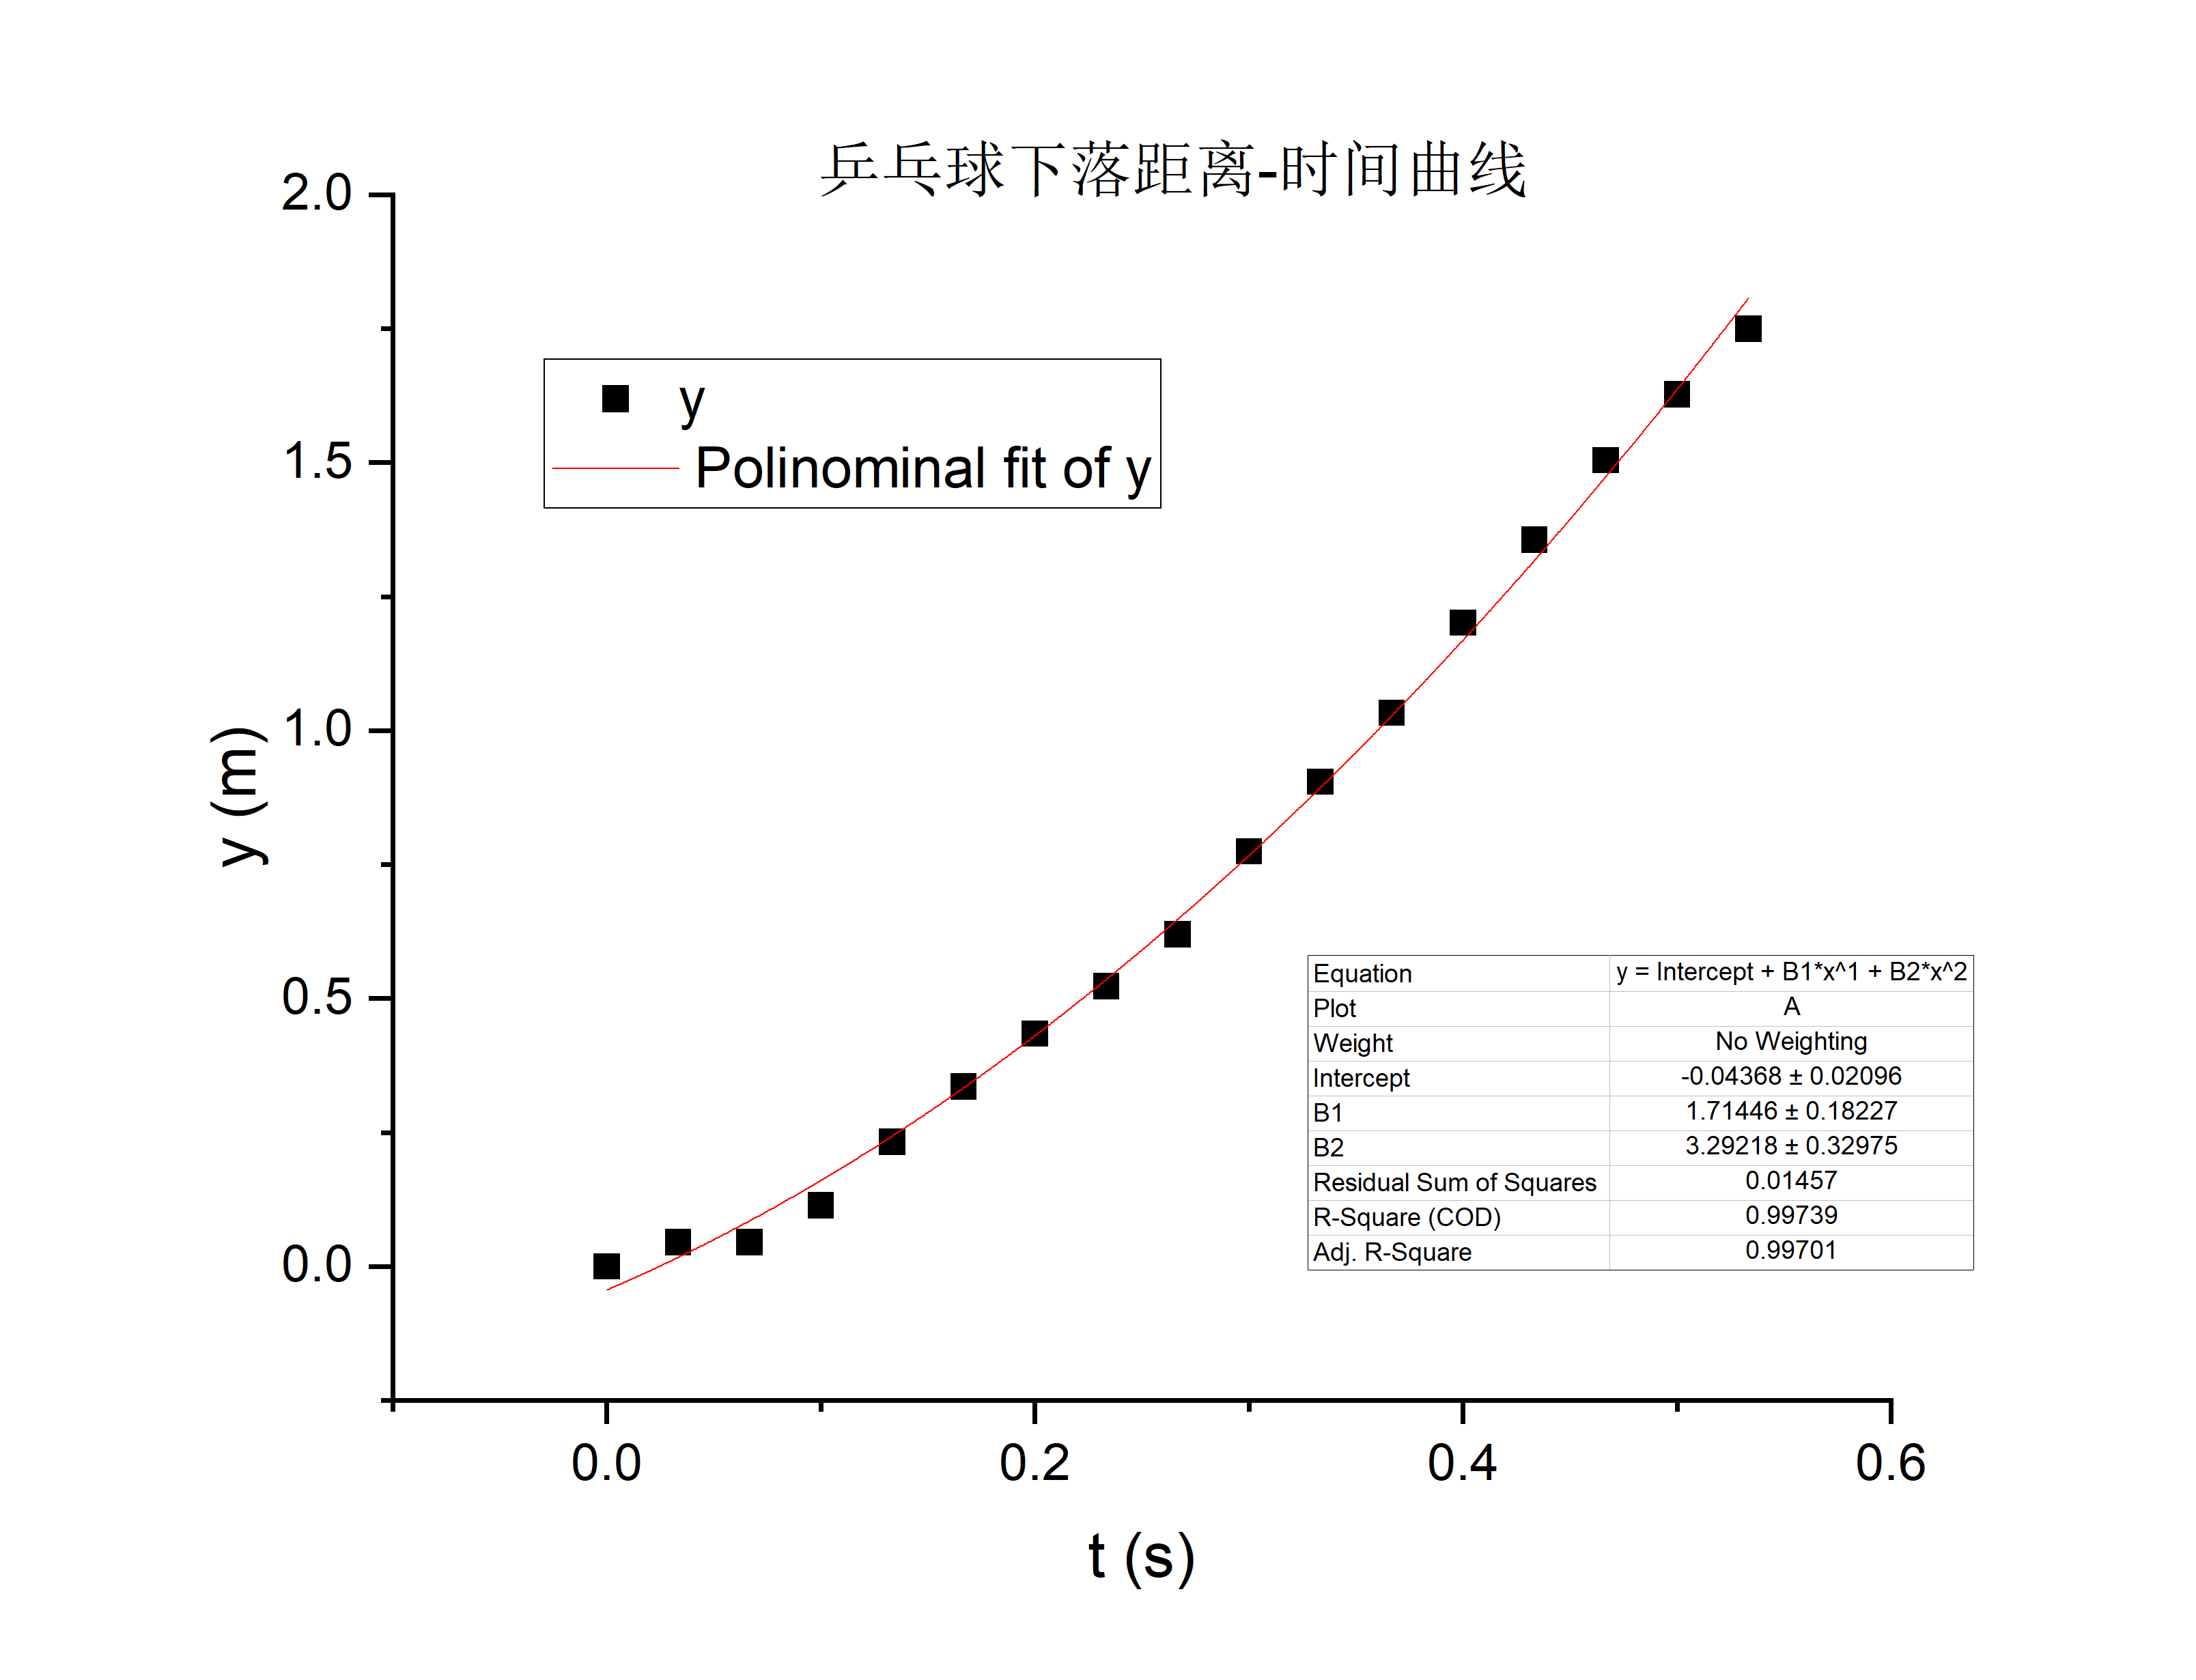 乒乓球下落距离-时间曲线
2.0
1.5
1.0
0.5
0.0
y (m)
y
Polinominal fit of y
Equation y = Intercept + B1*x^1 + B2*x^2
Plot A
Weight No Weighting
Intercept -0.04368 ± 0.02096
B1 1.71446 ± 0.18227
B2 3.29218 ± 0.32975
Residual Sum of Squares 0.01457
R-Square (COD) 0.99739
Adj. R-Square 0.99701
0.0 0.2 0.4 0.6
t (s)